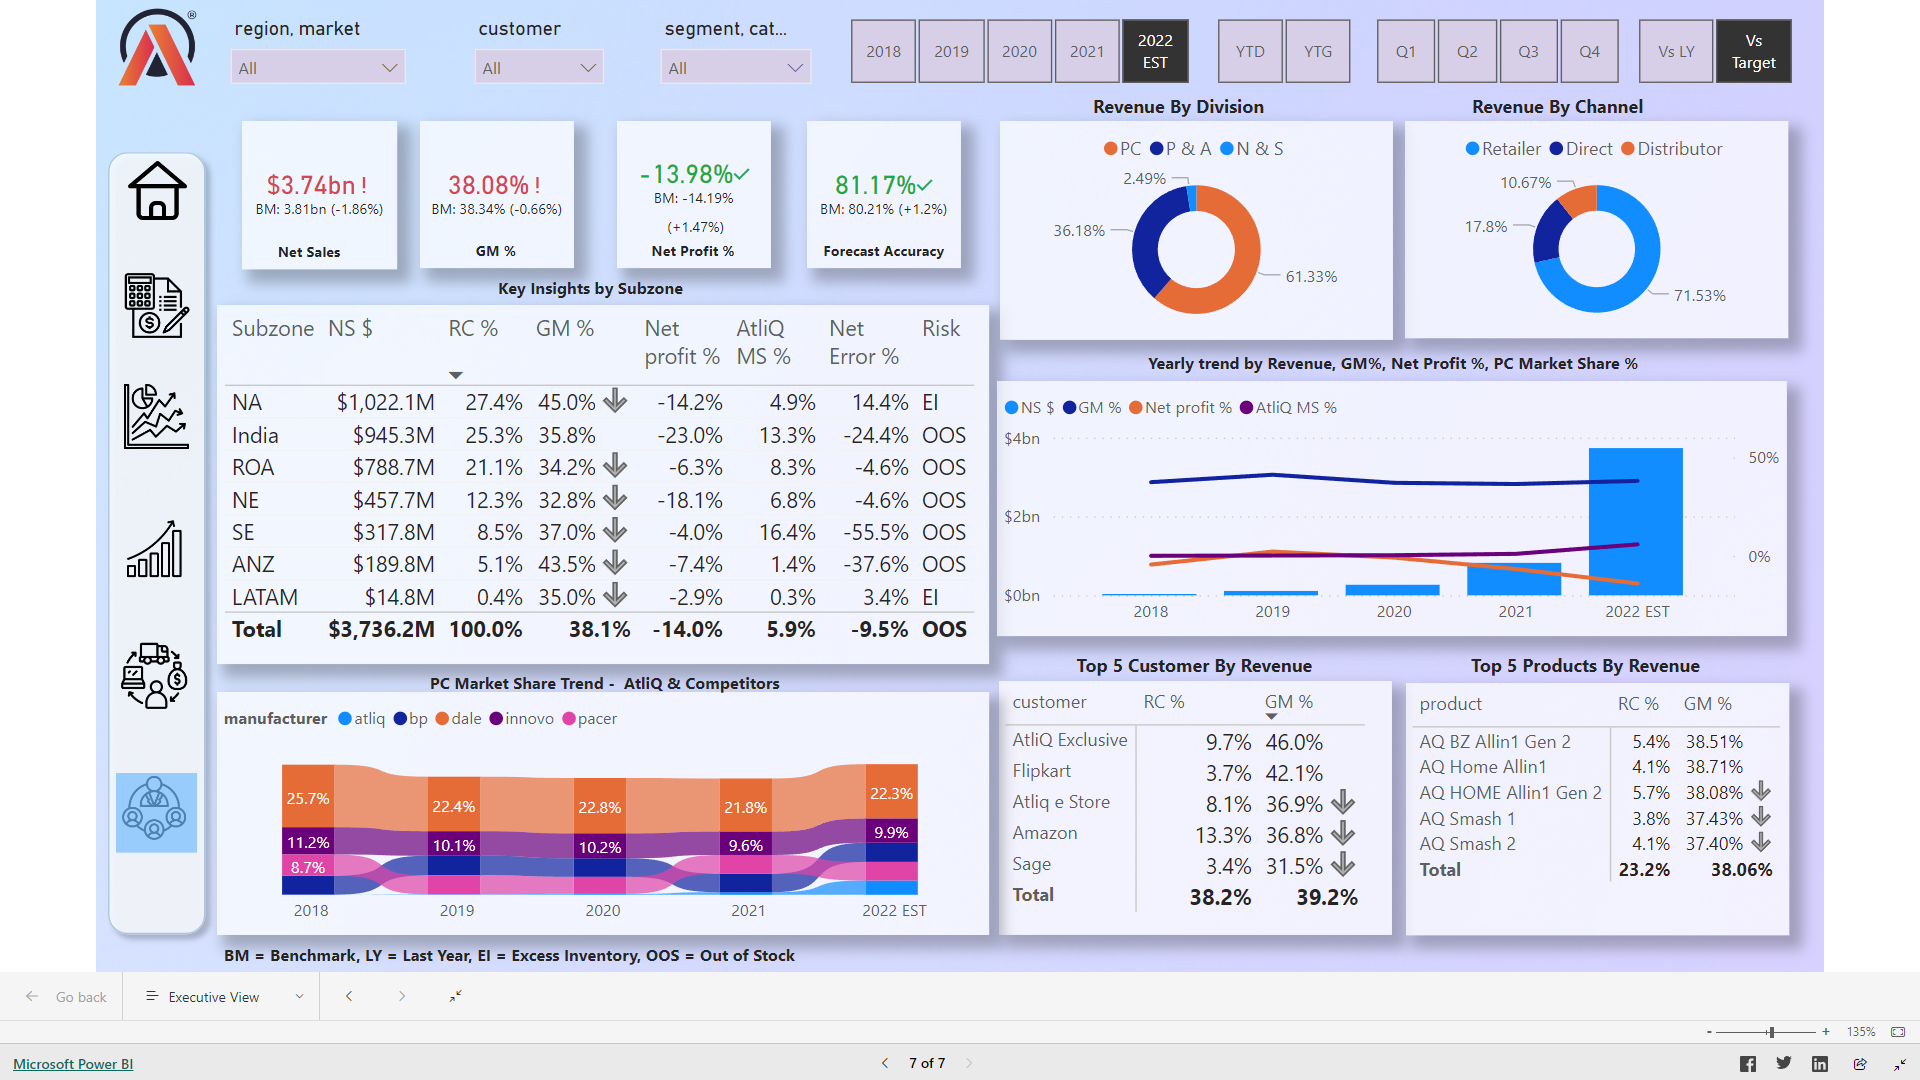 region, market
customer
segment, cat...
All
All
All
2018
2019
2020
2021
2022 EST
YTD
YTG
Q1
Q2
Q3
Q4
Vs LY
Vs Target
®
$3.74bn !
BM: 3.81bn (-1.86%)
Net Sales
38.08% !
BM: 38.34% (-0.66%)
GM %
-13.98%✓
BM: -14.19%
(+1.47%)
Net Profit %
81.17%✓
BM: 80.21% (+1.2%)
Forecast Accuracy
Revenue By Division
PC P & A N & S
2.49%
36.18%
61.33%
Revenue By Channel
Retailer Direct Distributor
10.67%
17.8%
71.53%
Key Insights by Subzone
Subzone NS $ RC % GM % Net profit % AtliQ MS % Net Error % Risk
NA $1,022.1M 27.4% 45.0% -14.2% 4.9% 14.4% EI
India $945.3M 25.3% 35.8% -23.0% 13.3% -24.4% OOS
ROA $788.7M 21.1% 34.2% -6.3% 8.3% -4.6% OOS
NE $457.7M 12.3% 32.8% -18.1% 6.8% -4.6% OOS
SE $317.8M 8.5% 37.0% -4.0% 16.4% -55.5% OOS
ANZ $189.8M 5.1% 43.5% -7.4% 1.4% -37.6% OOS
LATAM $14.8M 0.4% 35.0% -2.9% 0.3% 3.4% EI
Total $3,736.2M 100.0% 38.1% -14.0% 5.9% -9.5% OOS
Yearly trend by Revenue, GM%, Net Profit %, PC Market Share %
NS $ GM % Net profit % AtliQ MS %
$4bn
$2bn
$0bn
50%
0%
2018 2019 2020 2021 2022 EST
PC Market Share Trend - AtliQ & Competitors
manufacturer atliq bp dale innovo pacer
25.7% 22.4% 22.8% 21.8% 22.3%
11.2% 10.1% 10.2% 9.6% 9.9%
8.7%
2018 2019 2020 2021 2022 EST
Top 5 Customer By Revenue
customer RC % GM %
AtliQ Exclusive 9.7% 46.0%
Flipkart 3.7% 42.1%
Atliq e Store 8.1% 36.9%
Amazon 13.3% 36.8%
Sage 3.4% 31.5%
Total 38.2% 39.2%
Top 5 Products By Revenue
product RC % GM %
AQ BZ Allin1 Gen 2 5.4% 38.51%
AQ Home Allin1 4.1% 38.71%
AQ HOME Allin1 Gen 2 5.7% 38.08%
AQ Smash 1 3.8% 37.43%
AQ Smash 2 4.1% 37.40%
Total 23.2% 38.06%
BM = Benchmark, LY = Last Year, EI = Excess Inventory, OOS = Out of Stock
Go back
Executive View
- + 135%
Microsoft Power BI
7 of 7